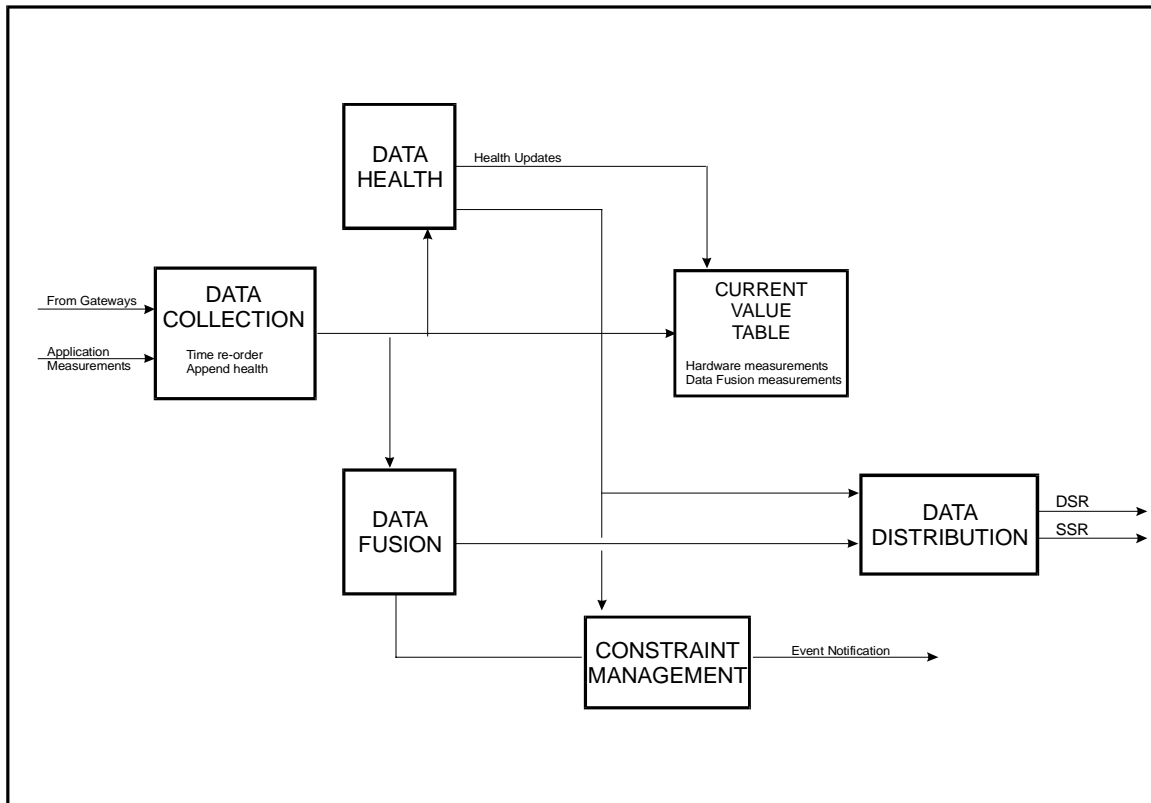 DATA
HEALTH
Health Updates
From Gateways
Application
Measurements
DATA
COLLECTION
Time re-order
Append health
CURRENT
VALUE
TABLE
Hardware measurements
Data Fusion measurements
DATA
FUSION
DATA
DISTRIBUTION
DSR
SSR
CONSTRAINT
MANAGEMENT
Event Notification